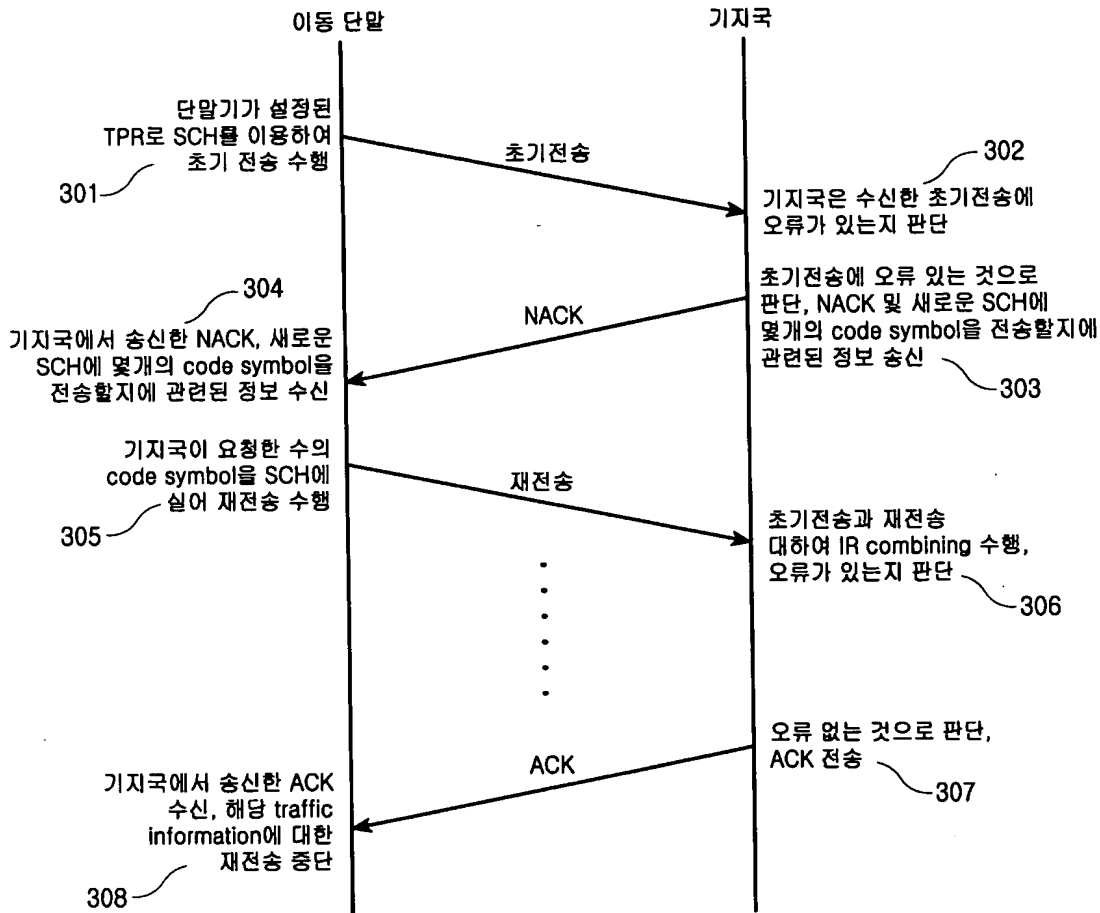 이동 단말
기지국
단말기가 설정된
TPR로 SCH를 이용하여
초기 전송 수행
301
초기전송
302
기지국은 수신한 초기전송에
오류가 있는지 판단
초기전송에 오류 있는 것으로
판단, NACK 및 새로운 SCH에
몇개의 code symbol을 전송할지에
관련된 정보 송신
303
NACK
304
기지국에서 송신한 NACK, 새로운
SCH에 몇개의 code symbol을
전송할지에 관련된 정보 수신
기지국이 요청한 수의
code symbol을 SCH에
실어 재전송 수행
305
재전송
초기전송과 재전송
대하여 IR combining 수행,
오류가 있는지 판단
306
오류 없는 것으로 판단,
ACK 전송
307
ACK
기지국에서 송신한 ACK
수신, 해당 traffic
information에 대한
재전송 중단
308